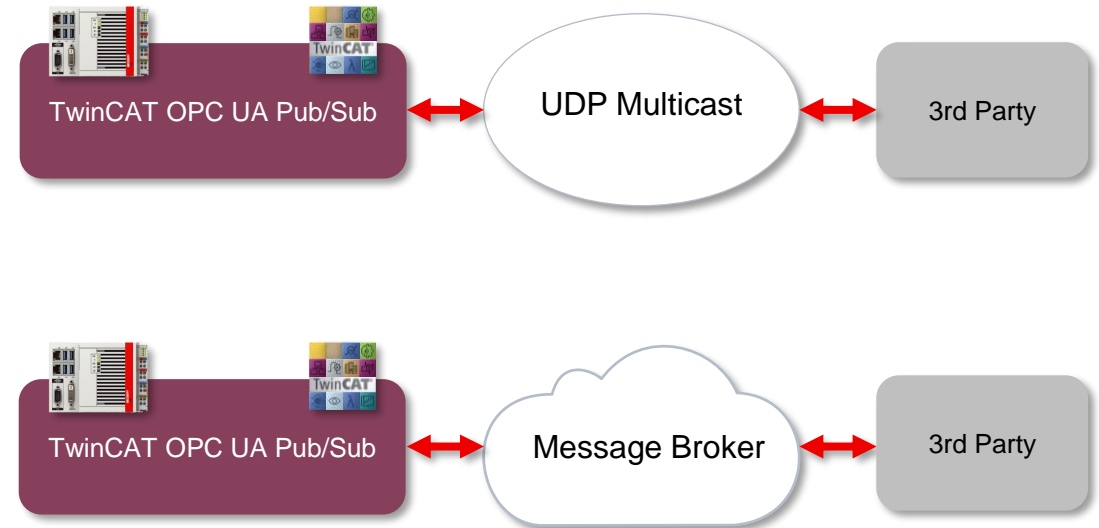 TwinCAT
TwinCAT OPC UA Pub/Sub
UDP Multicast
3rd Party
TwinCAT
TwinCAT OPC UA Pub/Sub
Message Broker
3rd Party